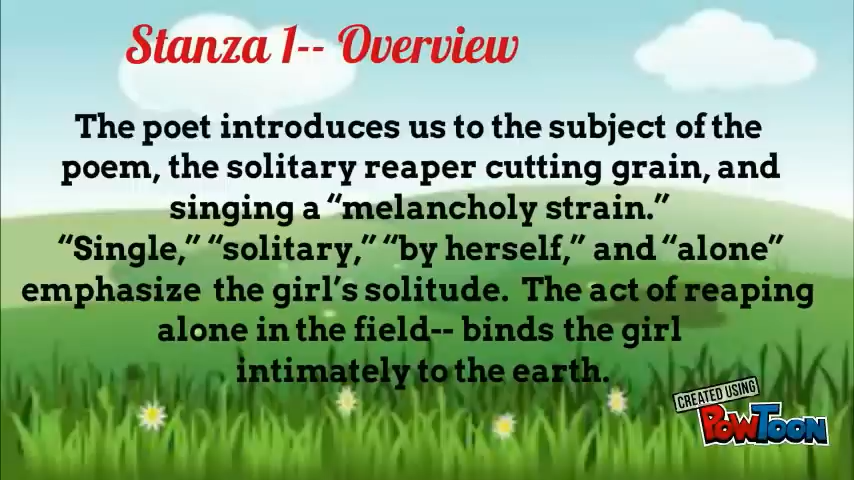 Stanza 1-- Overview
The poet introduces us to the subject of the
poem, the solitary reaper cutting grain, and
singing a “melancholy strain.”
“Single,” “solitary,” “by herself,” and “alone”
emphasize the girl’s solitude. The act of reaping
alone in the field-- binds the girl
intimately to the earth.
CREATED USING
POWTOON